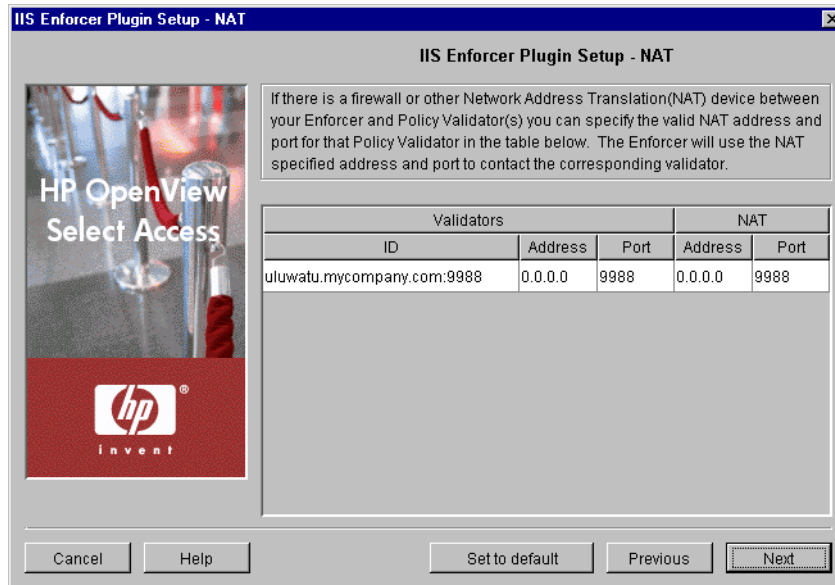 IIS Enforcer Plugin Setup - NAT
IIS Enforcer Plugin Setup - NAT
If there is a firewall or other Network Address Translation(NAT) device between
your Enforcer and Policy Validator(s) you can specify the valid NAT address and
port for that Policy Validator in the table below. The Enforcer will use the NAT
specified address and port to contact the corresponding validator.
HP OpenView
Select Access
hp
®
invent
Validators NAT
ID Address Port Address Port
uluwatu.mycompany.com:9988 0.0.0.0 9988 0.0.0.0 9988
Cancel Help Set to default Previous Next